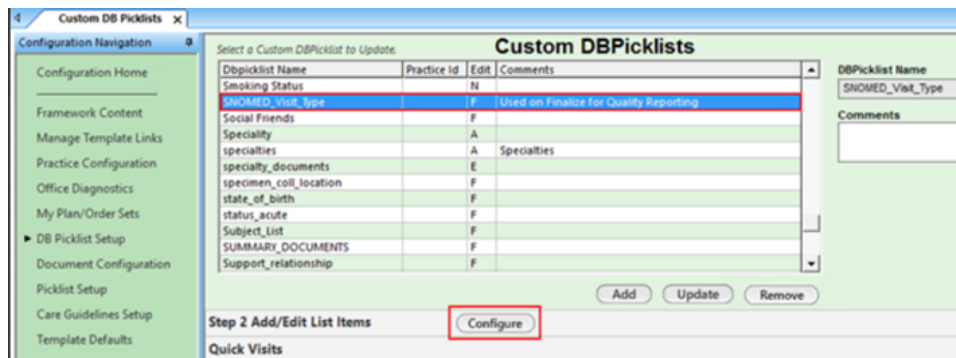 Custom DB Picklists x
Configuration Navigation
Configuration Home
Framework Content
Manage Template Links
Practice Configuration
Office Diagnostics
My Plan/Order Sets
DB Picklist Setup
Document Configuration
Picklist Setup
Care Guidelines Setup
Template Defaults
Select a Custom DBPicklist to Update.
Custom DBPicklists
Dbpicklist Name Practice Id Edit Comments
Smoking Status N
SNOMED_Visit_Type F Used on Finalize for Quality Reporting
Social Friends F
Speciality A
specialties A Specialties
specialty_documents E
specimen_coll_location F
state_of_birth F
status_acute F
Subject_List F
SUMMARY_DOCUMENTS F
Support_relationship F
Add Update Remove
Step 2 Add/Edit List Items Configure
Quick Visits
DBPicklist Name
SNOMED_Visit_Type
Comments